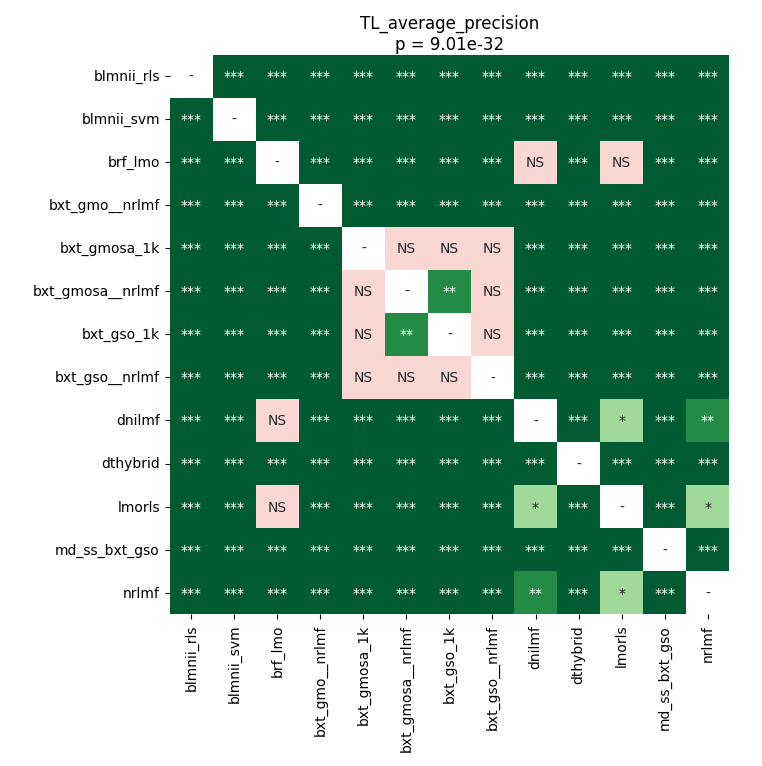 TL_average_precision
p = 9.01e-32
blmnii_rls - *** *** *** *** *** *** *** *** *** *** *** ***
blmnii_svm *** - *** *** *** *** *** *** *** *** *** *** ***
brf_lmo *** *** - *** *** *** *** *** NS *** NS *** ***
bxt_gmo__nrlmf *** *** *** - *** *** *** *** *** *** *** *** ***
bxt_gmosa_1k *** *** *** *** - NS NS NS *** *** *** *** ***
bxt_gmosa__nrlmf *** *** *** *** NS - ** NS *** *** *** *** ***
bxt_gso_1k *** *** *** *** NS ** - NS *** *** *** *** ***
bxt_gso__nrlmf *** *** *** *** NS NS NS - *** *** *** *** ***
dnilmf *** *** NS *** *** *** *** *** - *** * *** **
dthybrid *** *** *** *** *** *** *** *** *** - *** *** ***
lmorls *** *** NS *** *** *** *** *** * *** - *** *
md_ss_bxt_gso *** *** *** *** *** *** *** *** *** *** *** - ***
nrlmf *** *** *** *** *** *** *** *** ** *** * *** -
blmnii_rls
blmnii_svm
brf_lmo
bxt_gmo__nrlmf
bxt_gmosa_1k
bxt_gmosa__nrlmf
bxt_gso_1k
bxt_gso__nrlmf
dnilmf
dthybrid
lmorls
md_ss_bxt_gso
nrlmf